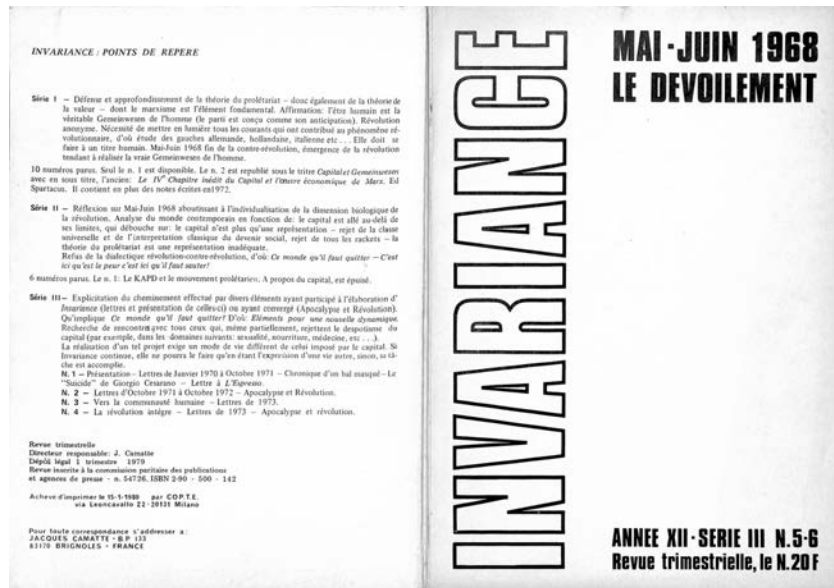 INVARIANCE : POINTS DE REPERE
Série I – Défense et approfondissement de la théorie du prolétariat – donc également de la théorie de
la valeur – dont le marxisme est l'élément fondamental. Affirmation: l'être humain est la
véritable Gemeinwesen de l'homme (le parti est conçu comme son anticipation). Révolution
anonyme. Nécessité de mettre en lumière tous les courants qui ont contribué au phénomène ré-
volutionnaire, d'où étude des gauches allemande, hollandaise, italienne etc . . . Elle doit se
faire à un titre humain. Mai-Juin 1968 fin de la contre-révolution, émergence de la révolution
tendant à réaliser la vraie Gemeinwesen de l'homme.
10 numéros parus. Seul le n. 1 est disponible. Le n. 2 est republié sous le tritre Capital et Gemeinwesen
avec en sous titre, l'ancien: Le IVe Chapitre inédit du Capital et l'œuvre économique de Marx. Ed
Spartacus. Il contient en plus des notes écrites en1972.
Série II – Réflexion sur Mai-Juin 1968 aboutissant à l'individualisation de la dimension biologique de
la révolution. Analyse du monde contemporain en fonction de: le capital est allé au-delà de
ses limites, qui débouche sur: le capital n'est plus qu'une représentation – rejet de la classe
universelle et de l'interpretation classique du devenir social, rejet de tous les rackets – la
théorie du prolétariat est une représentation inadéquate.
Refus de la dialectique révolution-contre-révolution, d'où: Ce monde qu'il faut quitter – C'est
ici qu'est la peur c'est ici qu'il faut sauter!
6 numéros parus. Le n. 1: Le KAPD et le mouvement prolétarien. A propos du capital, est épuisé.
Série III– Explicitation du cheminement effectué par divers éléments ayant participé à l'élaboration d'
Invariance (lettres et présentation de celles-ci) ou ayant convergé (Apocalypse et Révolution).
Qu'implique Ce monde qu'il faut quitter? D'où: Eléments pour une nouvelle dynamique.
Recherche de rencontres avec tous ceux qui, même partiellement, rejettent le despotisme du
capital (par exemple, dans les domaines suivants: sexualité, nourriture, médecine, etc . . .).
La réalisation d'un tel projet exige un mode de vie différent de celui imposé par le capital. Si
Invariance continue, elle ne pourra le faire qu'en étant l'expression d'une vie autre, sinon, sa tâ-
che est accomplie.
N. 1 – Présentation – Lettres de Janvier 1970 à Octobre 1971 – Chronique d'un bal masqué – Le
"Suicide" de Giorgio Cesarano – Lettre à L'Espresso.
N. 2 – Lettres d'Octobre 1971 à Octobre 1972 – Apocalypse et Révolution.
N. 3 – Vers la communauté humaine – Lettres de 1973.
N. 4 – La révolution intègre – Lettres de 1973 – Apocalypse et révolution.
Revue trimestrielle
Directeur responsable: J. Camatte
Dépôt légal 1 trimestre 1979
Revue inscrite à la commission paritaire des publications
et agences de presse - n. 54726. ISBN 2-90 - 500 - 142
Acheve d'imprimer le 15-1-1980 par CO.P.T.E.
via Leoncavallo 22 - 20131 Milano
Pour toute correspondance s'addresser a :
JACQUES CAMATTE - B.P 133
83170 BRIGNOLES - FRANCE
INVARIANCE
MAI-JUIN 1968
LE DEVOILEMENT
ANNEE XII - SERIE III N.5-6
Revue trimestrielle, le N.20F